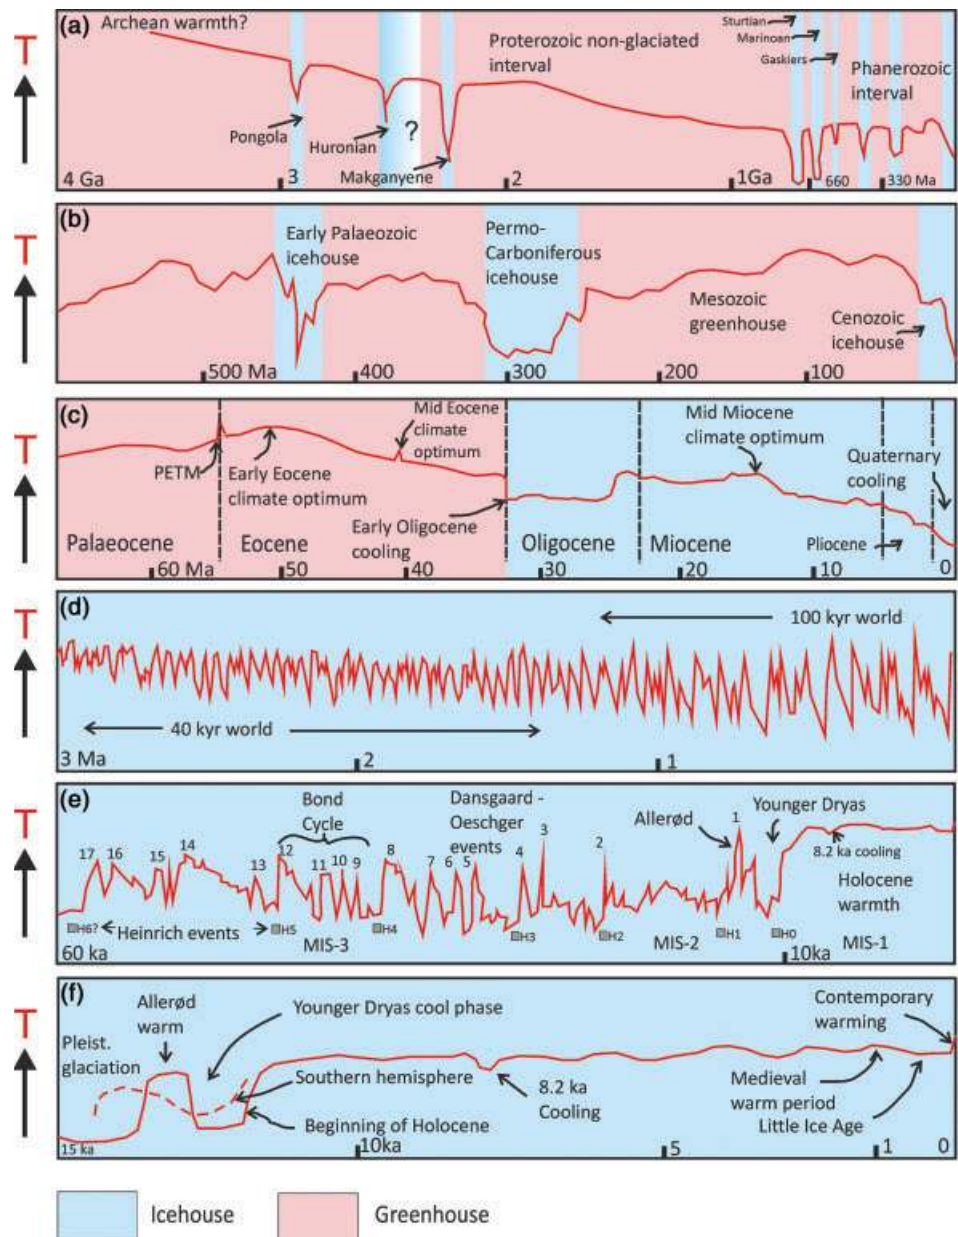 T
(a)
Archean warmth?
Pongola
Huronian
?
Makganyene
Proterozoic non-glaciated
interval
Sturtian
Marinoan
Gaskiers
Phanerozoic
interval
4 Ga
3
2
1Ga
660
330 Ma
T
(b)
Early Palaeozoic
icehouse
Permo-
Carboniferous
icehouse
Mesozoic
greenhouse
Cenozoic
icehouse
500 Ma
400
300
200
100
T
(c)
PETM
Early Eocene
climate optimum
Mid Eocene
climate
optimum
Early Oligocene
cooling
Mid Miocene
climate optimum
Quaternary
cooling
Palaeocene
Eocene
Oligocene
Miocene
Pliocene
60 Ma
50
40
30
20
10
0
T
(d)
100 kyr world
40 kyr world
3 Ma
2
1
T
(e)
Bond
Cycle
Dansgaard -
Oeschger
events
Allerød
Younger Dryas
17
16
15
14
13
12
11
10
9
8
7
6
5
4
3
2
1
8.2 ka cooling
Holocene
warmth
H6?
Heinrich events
H5
H4
H3
H2
H1
H0
60 ka
MIS-3
MIS-2
10ka
MIS-1
T
(f)
Pleist.
glaciation
Allerød
warm
Younger Dryas cool phase
Southern hemisphere
Beginning of Holocene
8.2 ka
Cooling
Contemporary
warming
Medieval
warm period
Little Ice Age
15 ka
10ka
5
1
0
Icehouse
Greenhouse